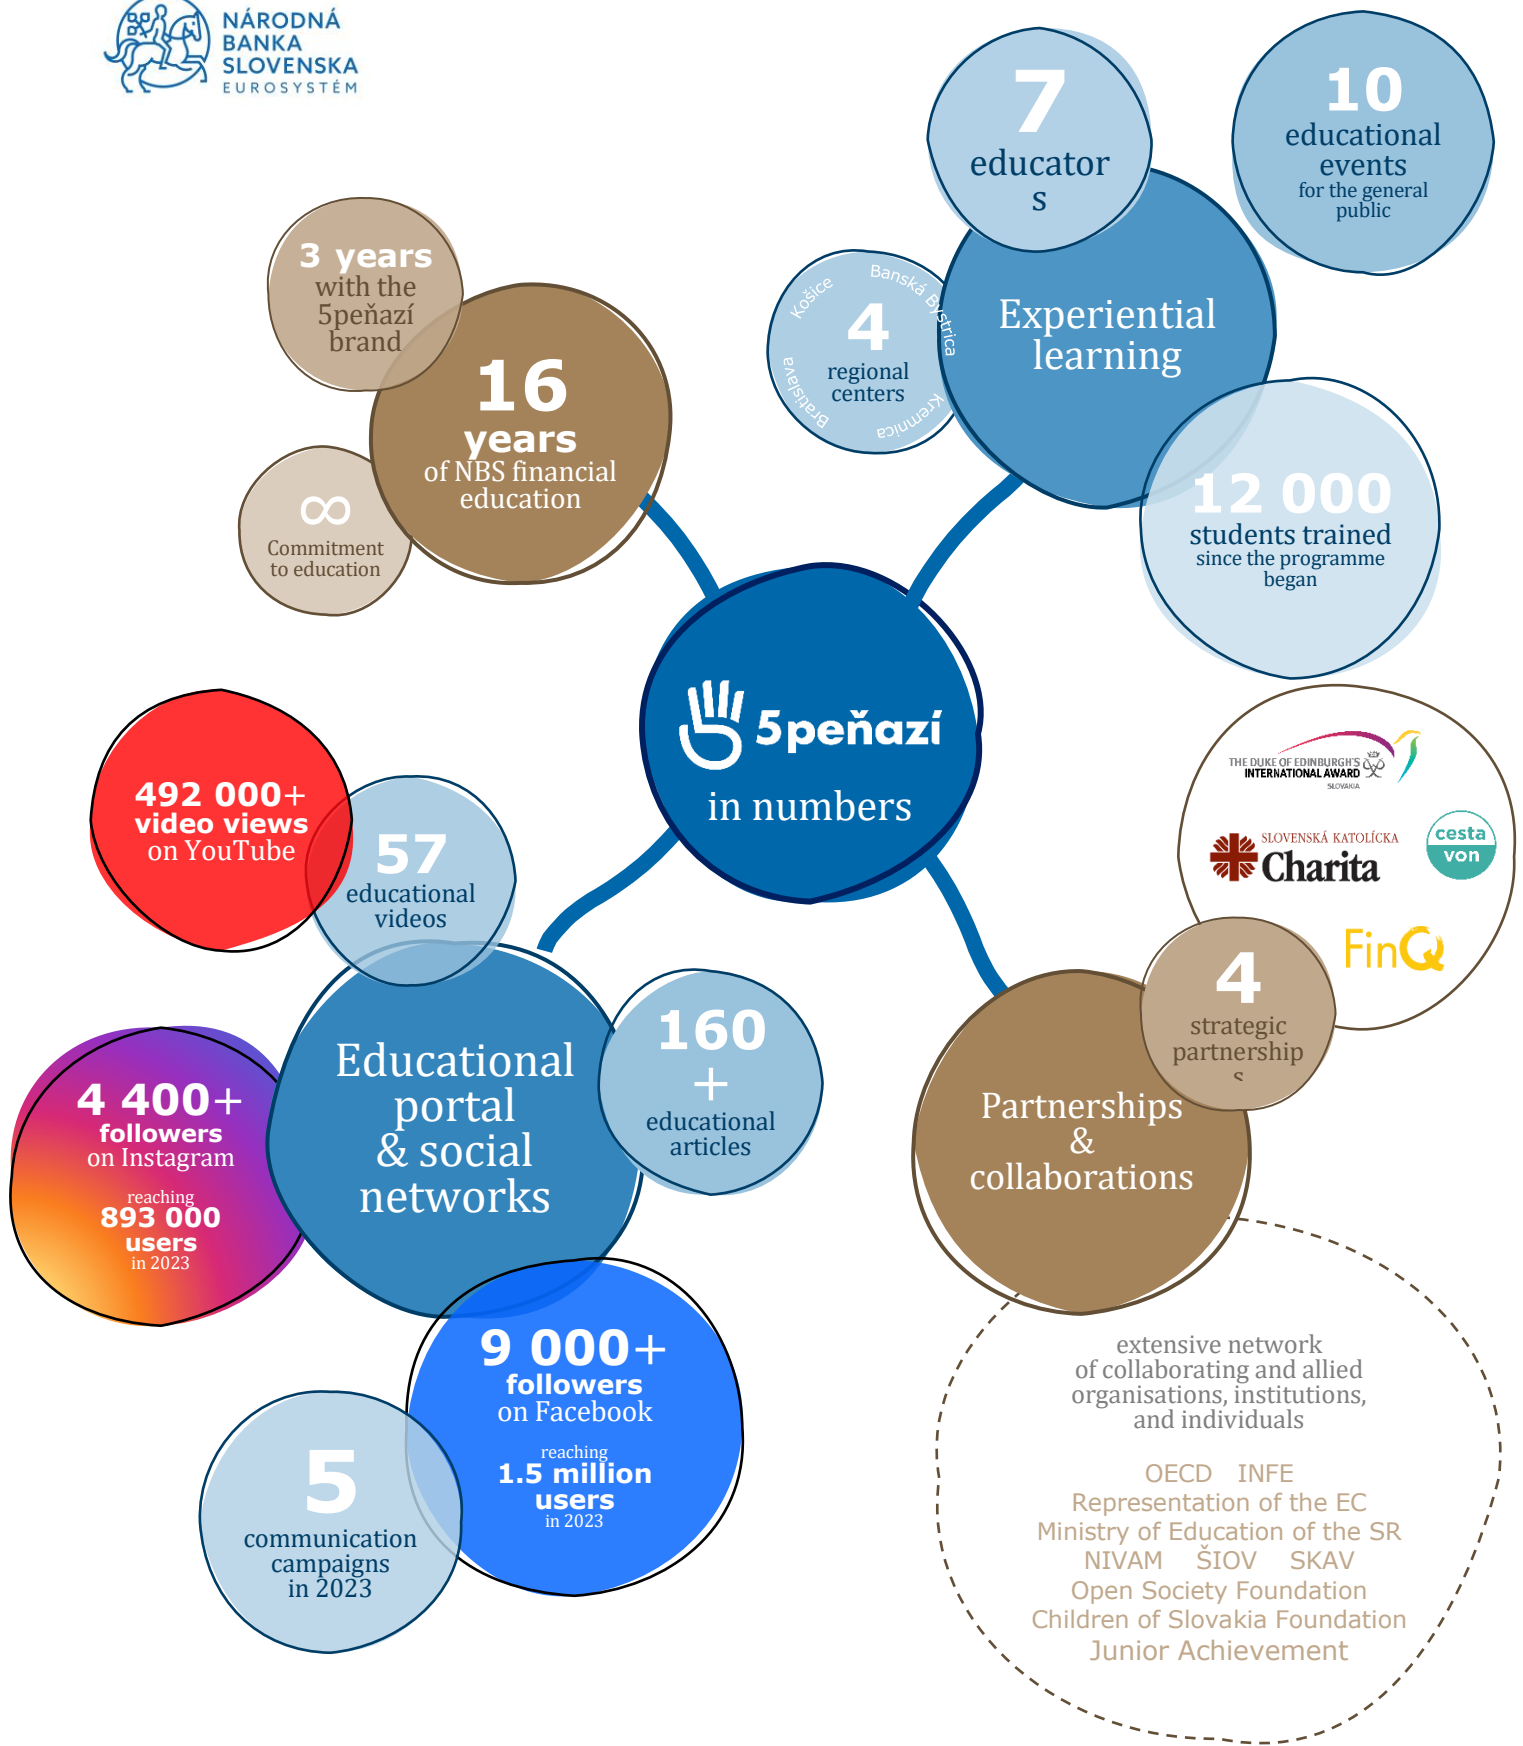 NÁRODNÁ
BANKA
SLOVENSKA
EUROSYSTÉM
3 years
with the
5peňazí
brand
16
years
of NBS financial
education
∞
Commitment
to education
7
educator
s
10
educational
events
for the general
public
Košice
Banská Bystrica
Bratislava
Kremnica
4
regional
centers
Experiential
learning
12 000
students trained
since the programme
began
5peňazí
in numbers
492 000+
video views
on YouTube
57
educational
videos
Educational
portal
& social
networks
160
+
educational
articles
4 400+
followers
on Instagram
reaching
893 000
users
in 2023
9 000+
followers
on Facebook
reaching
1.5 million
users
in 2023
5
communication
campaigns
in 2023
THE DUKE OF EDINBURGH'S
INTERNATIONAL AWARD
SLOVAKIA
SLOVENSKÁ KATOLÍCKA
Charita
cesta
von
FinQ
4
strategic
partnership
s
Partnerships
&
collaborations
extensive network
of collaborating and allied
organisations, institutions,
and individuals
OECD INFE
Representation of the EC
Ministry of Education of the SR
NIVAM ŠIOV SKAV
Open Society Foundation
Children of Slovakia Foundation
Junior Achievement